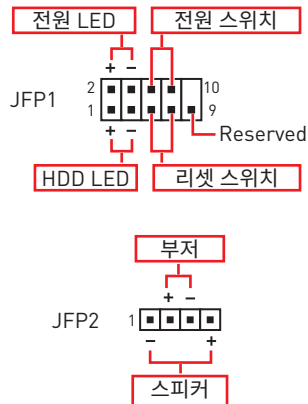 전원 LED 전원 스위치
+ −
2 10
JFP1
1 9
+ − Reserved
HDD LED 리셋 스위치
부저
+ −
JFP2 1
− +
스피커